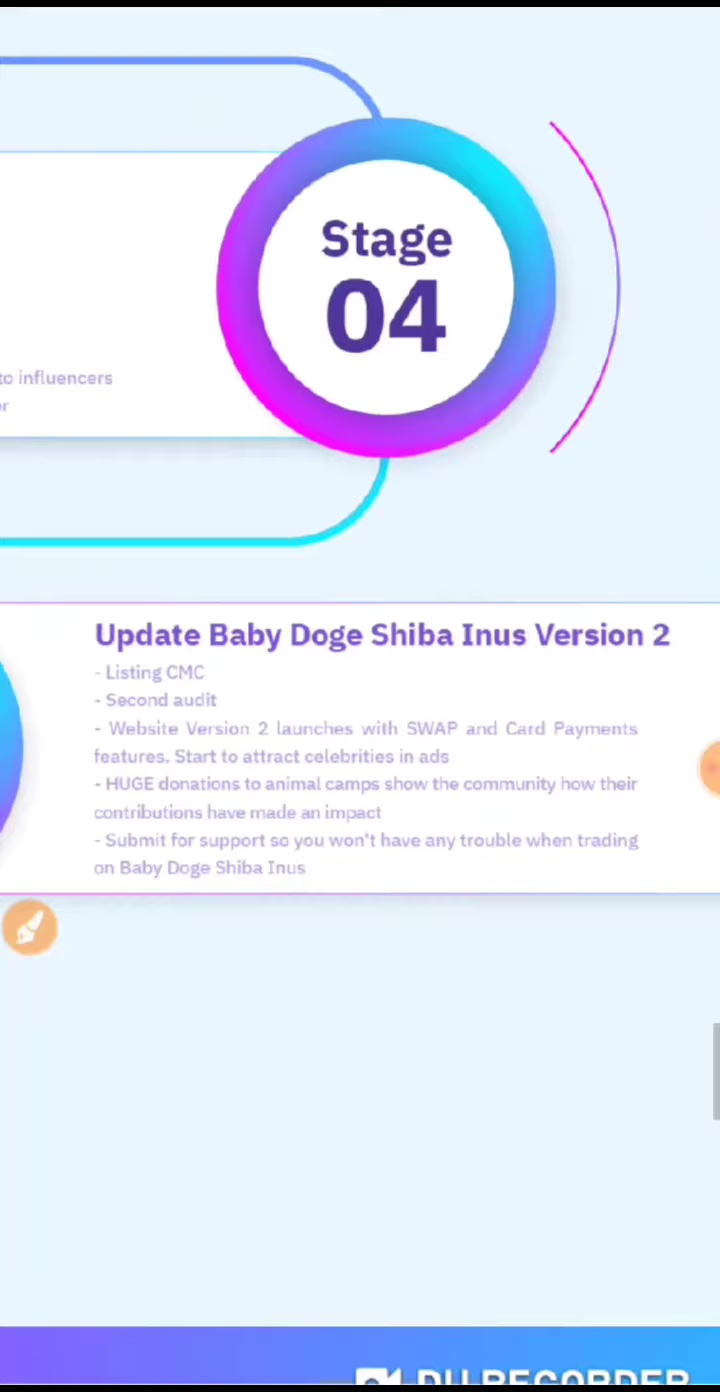 Stage
04
to influencers
Update Baby Doge Shiba Inus Version 2
- Listing CMC
- Second audit
- Website Version 2 launches with SWAP and Card Payments
features. Start to attract celebrities in ads
- HUGE donations to animal camps show the community how their
contributions have made an impact
- Submit for support so you won't have any trouble when trading
on Baby Doge Shiba Inus
DU RECORDER